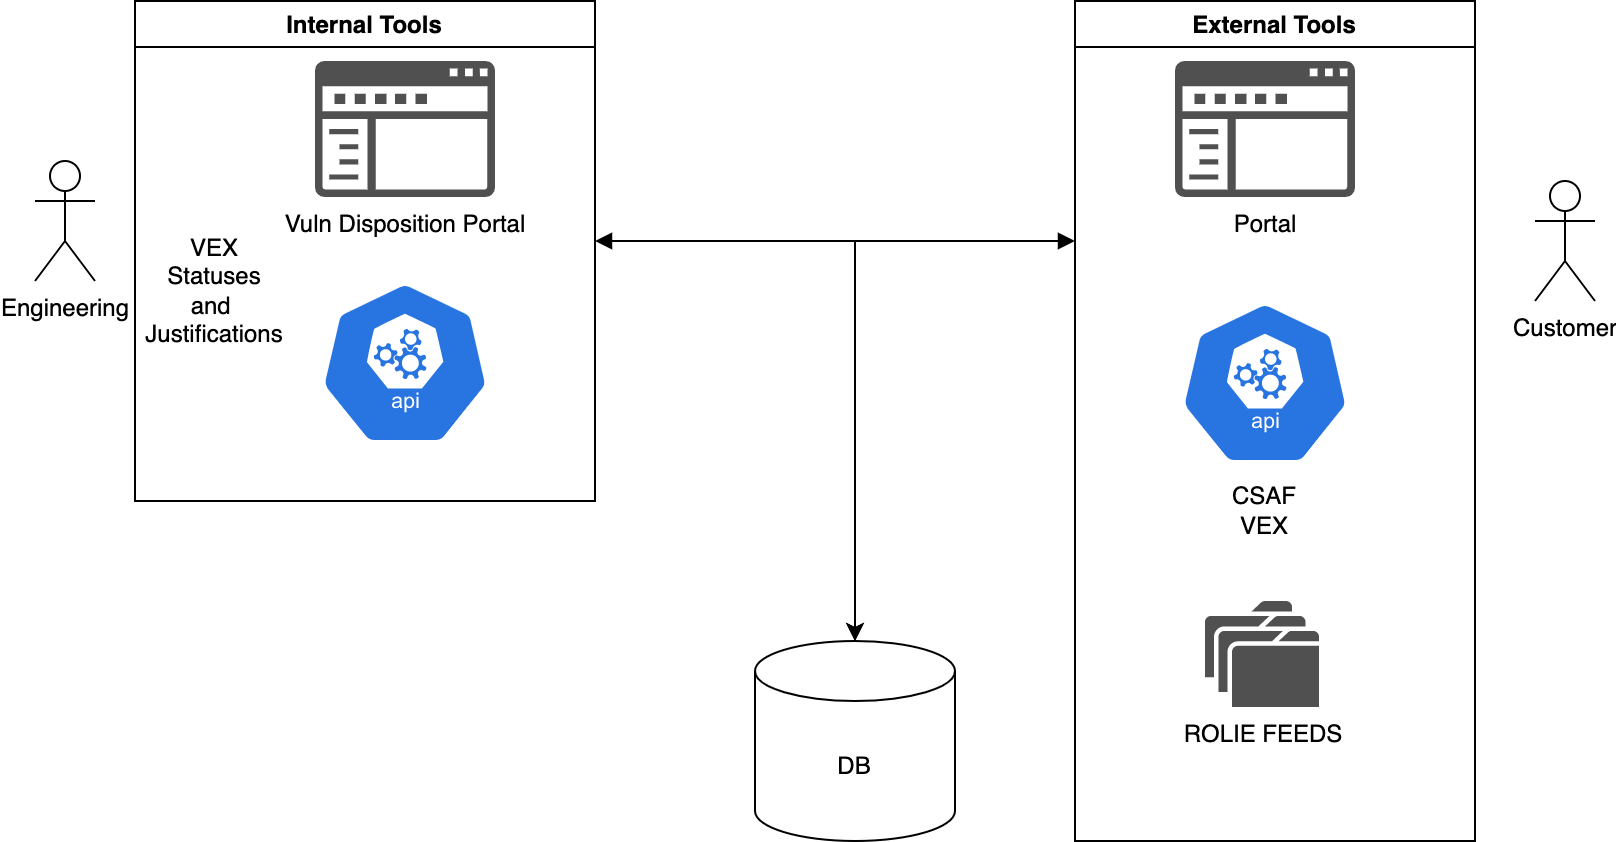 Internal Tools
Vuln Disposition Portal
VEX
Statuses
and
Justifications
api
Engineering
External Tools
Portal
api
CSAF
VEX
ROLIE FEEDS
Customer
DB